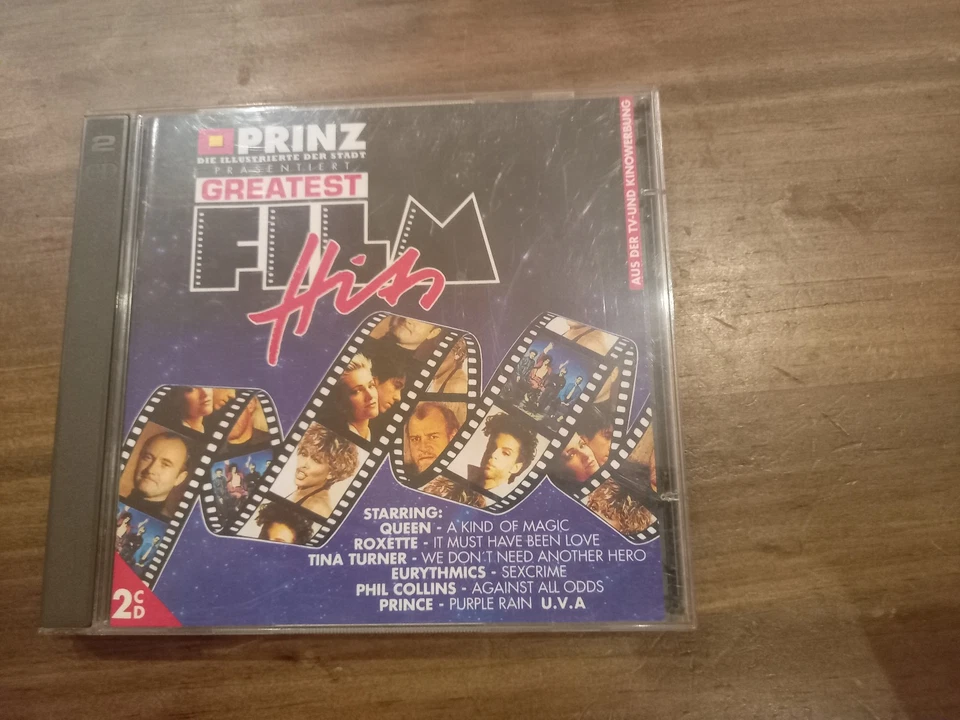 2
PRINZ
DIE ILLUSTRIERTE DER STADT
PRÄSENTIERT
GREATEST
FILM
Hits
AUS DER TV-UND KINOWERBUNG
STARRING:
QUEEN - A KIND OF MAGIC
ROXETTE - IT MUST HAVE BEEN LOVE
TINA TURNER - WE DON'T NEED ANOTHER HERO
EURYTHMICS - SEXCRIME
PHIL COLLINS - AGAINST ALL ODDS
PRINCE - PURPLE RAIN U.V.A
2CD